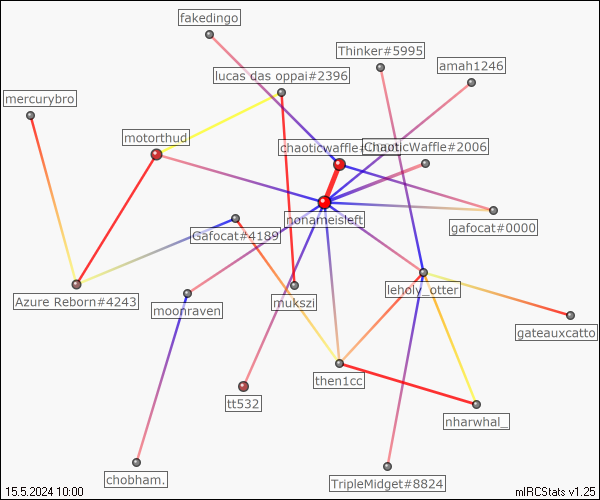 fakedingo
Thinker#5995
lucas das oppai#2396
amah1246
mercurybro
motorthud
ChaoticWaffle#2006
nonameisleft
gafocat#0000
Gafocat#4189
Azure Reborn#4243
moonraven
mukszi
leholy_otter
gateauxcatto
then1cc
tt532
nharwhal_
chobham.
TripleMidget#8824
15.5.2024 10:00
mIRCStats v1.25